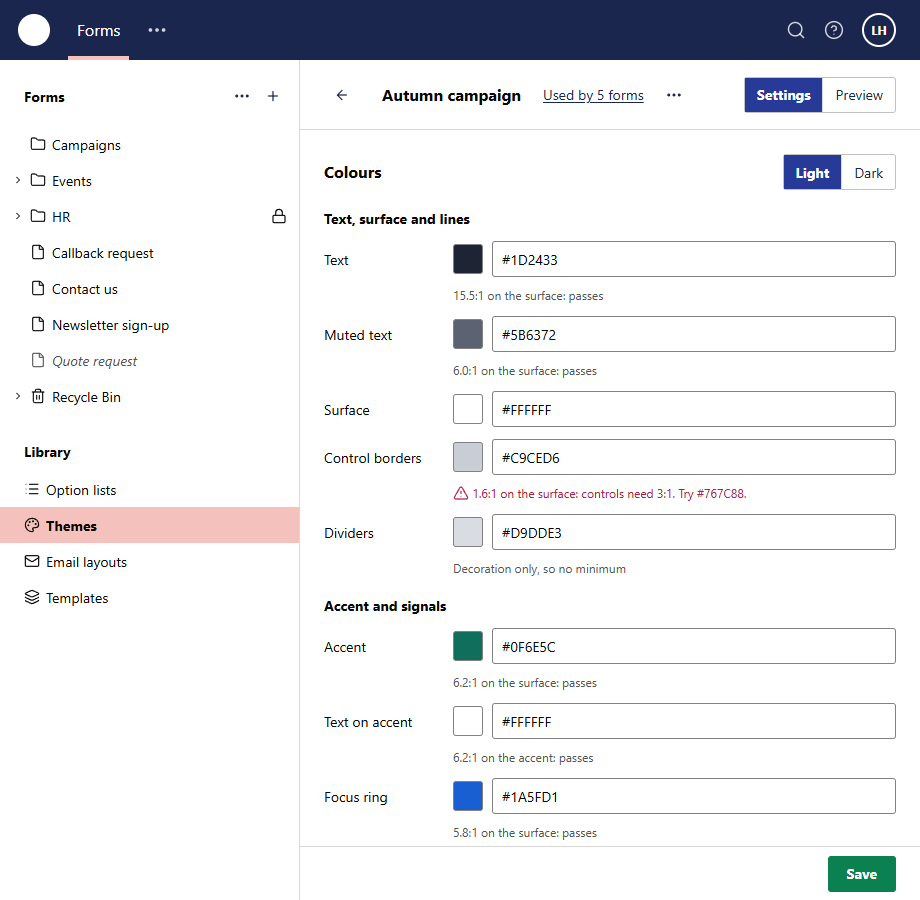 Forms
LH
Forms
Campaigns
Events
HR
Callback request
Contact us
Newsletter sign-up
Quote request
Recycle Bin
Library
Option lists
Themes
Email layouts
Templates
Autumn campaign
Used by 5 forms
Settings
Preview
Colours
Light
Dark
Text, surface and lines
Text
#1D2433
15.5:1 on the surface: passes
Muted text
#5B6372
6.0:1 on the surface: passes
Surface
#FFFFFF
Control borders
#C9CED6
1.6:1 on the surface: controls need 3:1. Try #767C88.
Dividers
#D9DDE3
Decoration only, so no minimum
Accent and signals
Accent
#0F6E5C
6.2:1 on the surface: passes
Text on accent
#FFFFFF
6.2:1 on the accent: passes
Focus ring
#1A5FD1
5.8:1 on the surface: passes
Save